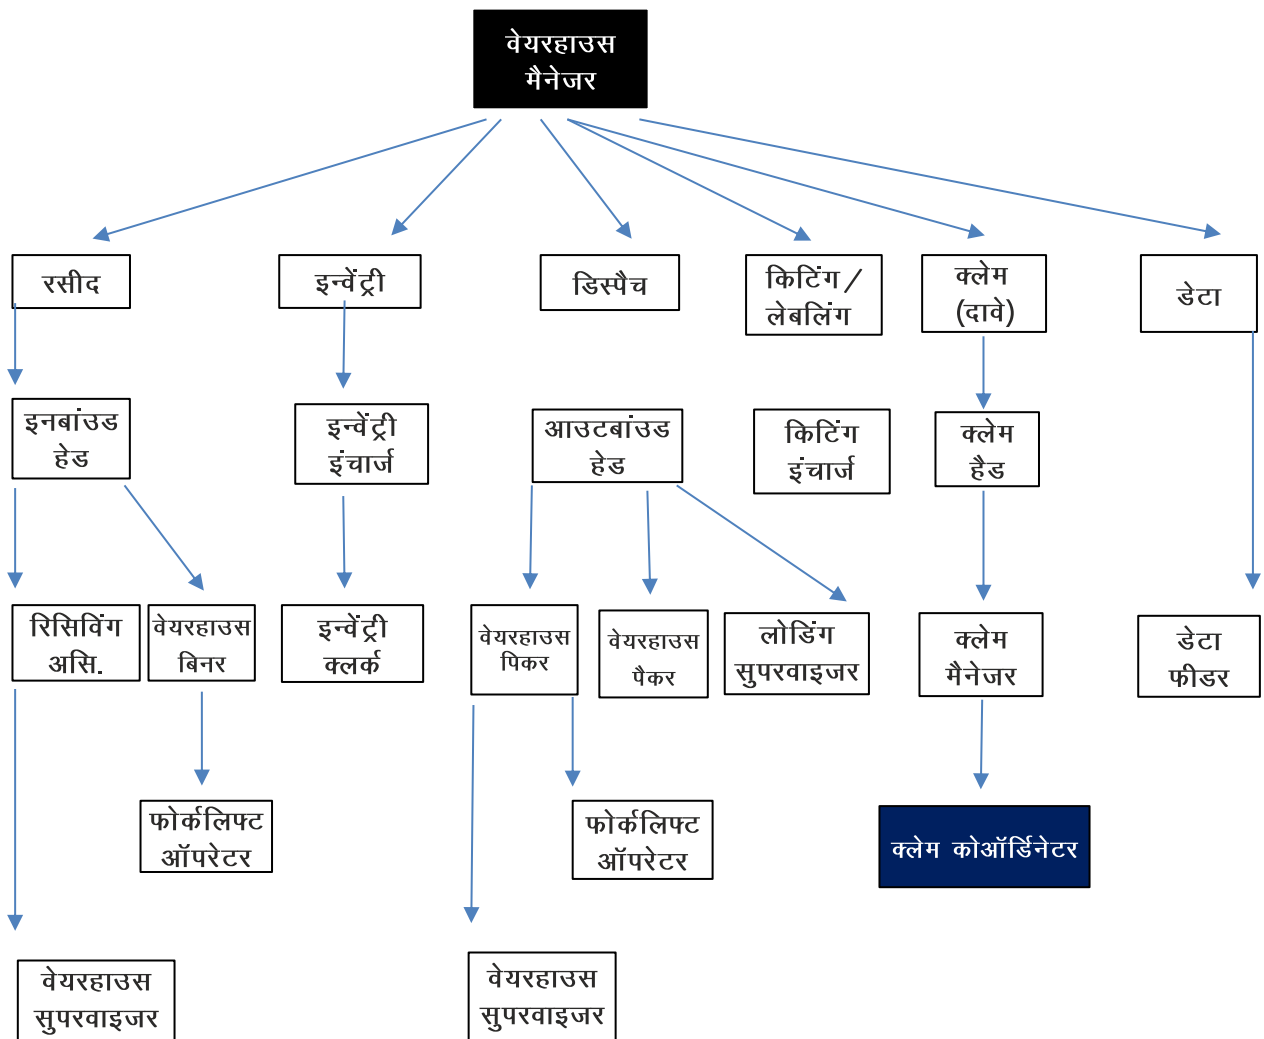 वेयरहाउस
मैनेजर
रसीद
इन्वेंट्री
डिस्पैच
किटिंग/
लेबलिंग
क्लेम
(दावे)
डेटा
इनबांउड
हेड
इन्वेंट्री
इंचार्ज
आउटबांउड
हेड
किटिंग
इंचार्ज
क्लेम
हैड
रिसिविंग
असि.
वेयरहाउस
बिनर
इन्वेंट्री
क्लर्क
वेयरहाउस
पिकर
वेयरहाउस
पैकर
लोडिंग
सुपरवाइजर
क्लेम
मैनेजर
डेटा
फीडर
फोर्कलिफ्ट
ऑपरेटर
फोर्कलिफ्ट
ऑपरेटर
क्लेम कोऑर्डिनेटर
वेयरहाउस
सुपरवाइजर
वेयरहाउस
सुपरवाइजर